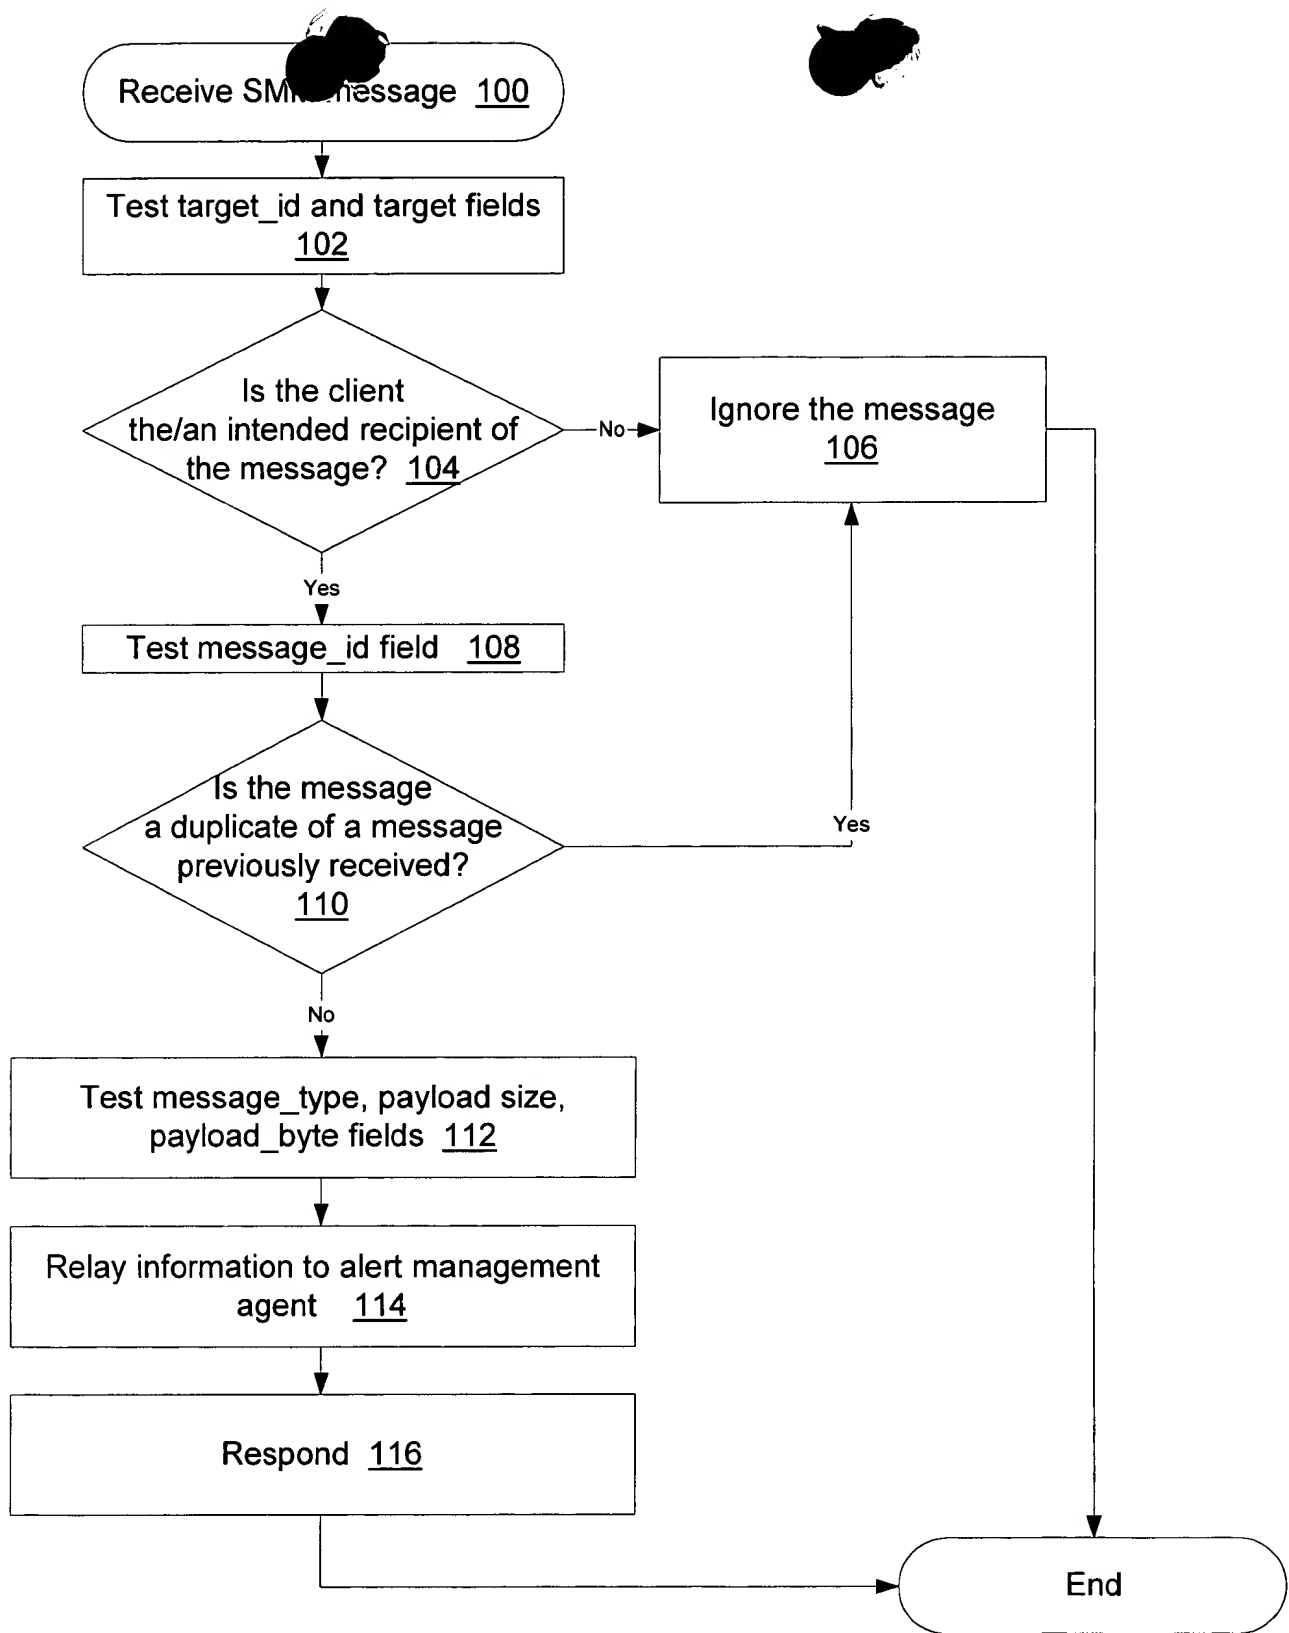 Receive message 100
Test target_id and target fields
102
Is the client
the/an intended recipient of
the message? 104
No
Ignore the message
106
Yes
Test message_id field 108
Is the message
a duplicate of a message
previously received?
110
Yes
No
Test message_type, payload size,
payload_byte fields 112
Relay information to alert management
agent 114
Respond 116
End